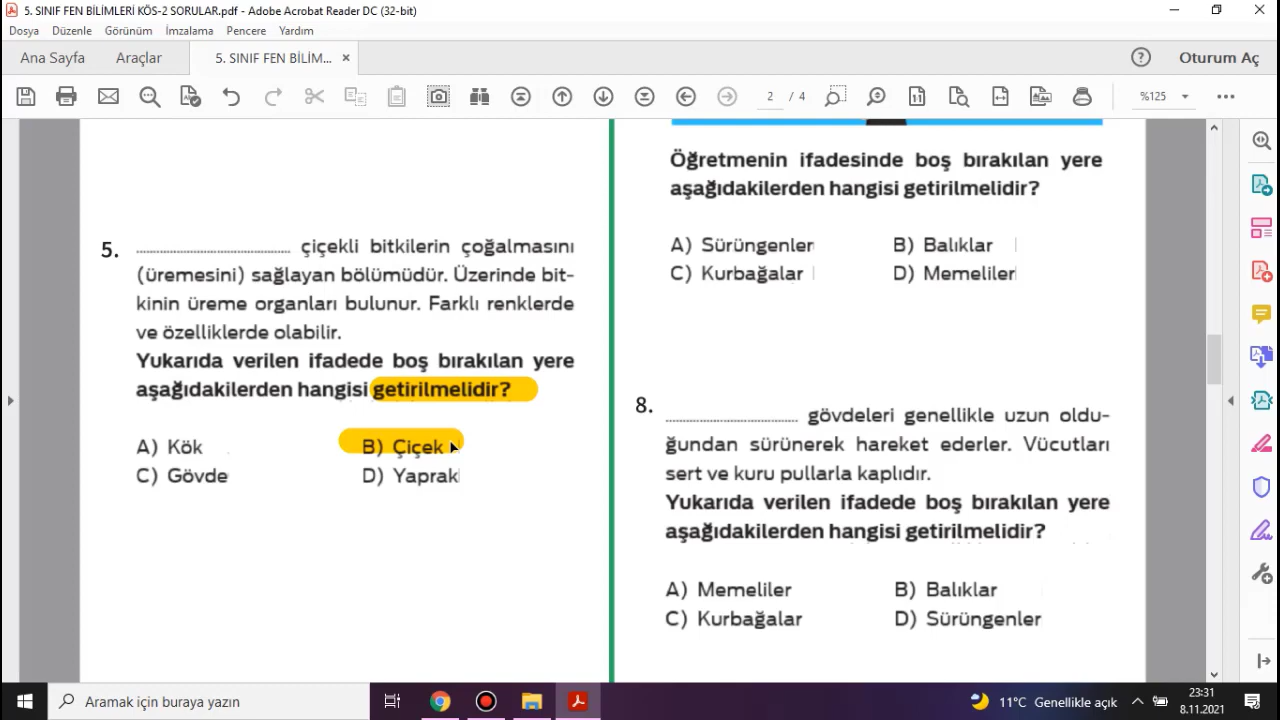 5. SINIF FEN BİLİMLERİ KÖS-2 SORULAR.pdf - Adobe Acrobat Reader DC (32-bit)
Dosya Düzenle Görünüm İmzalama Pencere Yardım
Ana Sayfa Araçlar 5. SINIF FEN BİLİM... × Oturum Aç
2 / 4 %125
5. ............................ çiçekli bitkilerin çoğalmasını
(üremesini) sağlayan bölümüdür. Üzerinde bit-
kinin üreme organları bulunur. Farklı renklerde
ve özelliklerde olabilir.
Yukarıda verilen ifadede boş bırakılan yere
aşağıdakilerden hangisi getirilmelidir?
A) Kök B) Çiçek
C) Gövde D) Yaprak
Öğretmenin ifadesinde boş bırakılan yere
aşağıdakilerden hangisi getirilmelidir?
A) Sürüngenler B) Balıklar
C) Kurbağalar D) Memeliler
8. ............................ gövdeleri genellikle uzun oldu-
ğundan sürünerek hareket ederler. Vücutları
sert ve kuru pullarla kaplıdır.
Yukarıda verilen ifadede boş bırakılan yere
aşağıdakilerden hangisi getirilmelidir?
A) Memeliler B) Balıklar
C) Kurbağalar D) Sürüngenler
Aramak için buraya yazın
11°C Genellikle açık
23:31
8.11.2021